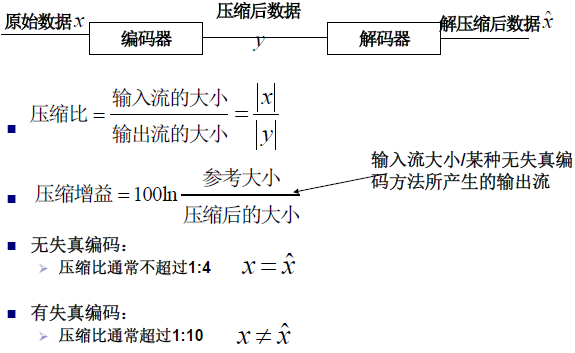 原始数据x 编码器 压缩后数据 y 解码器 解压缩后数据x̂
压缩比 = 输入流的大小 / 输出流的大小 = |x| / |y|
输入流大小/某种无失真编
码方法所产生的输出流
压缩增益 = 100ln 参考大小 / 压缩后的大小
无失真编码：
压缩比通常不超过1:4 x = x̂
有失真编码：
压缩比通常超过1:10 x ≠ x̂